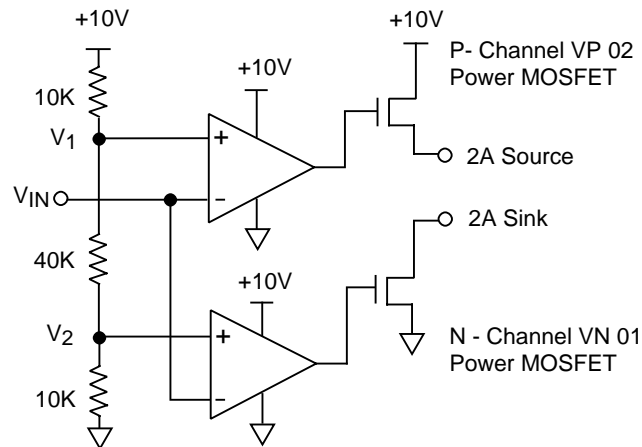 +10V
+10V
+10V
P- Channel VP 02
Power MOSFET
10K
V1
+
-
2A Source
VIN
2A Sink
40K
+10V
V2
+
-
N - Channel VN 01
Power MOSFET
10K